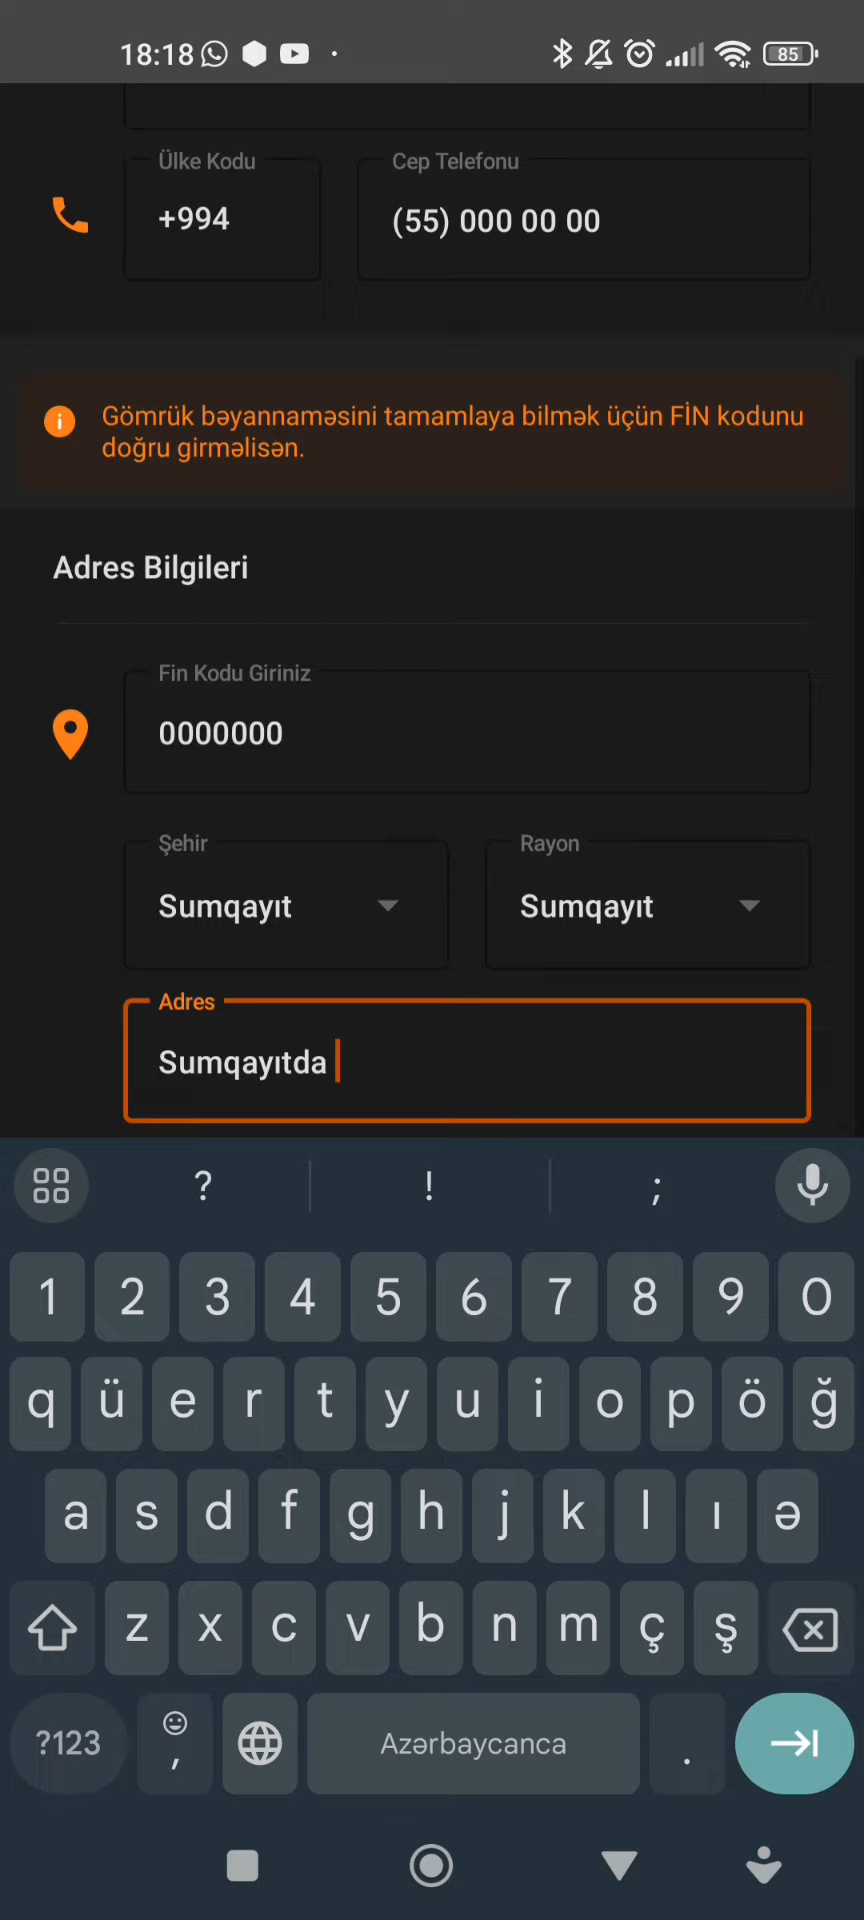 18:18
85
Ülke Kodu
Cep Telefonu
+994
(55) 000 00 00
Gömrük bəyannaməsini tamamlaya bilmək üçün FİN kodunu
doğru girməlisən.
Adres Bilgileri
Fin Kodu Giriniz
0000000
Şehir
Rayon
Sumqayıt
Sumqayıt
Adres
Sumqayıtda
? ! ;
1 2 3 4 5 6 7 8 9 0
q ü e r t y u i o p ö ğ
a s d f g h j k l ı ə
z x c v b n m ç ş
?123 , Azərbaycanca .